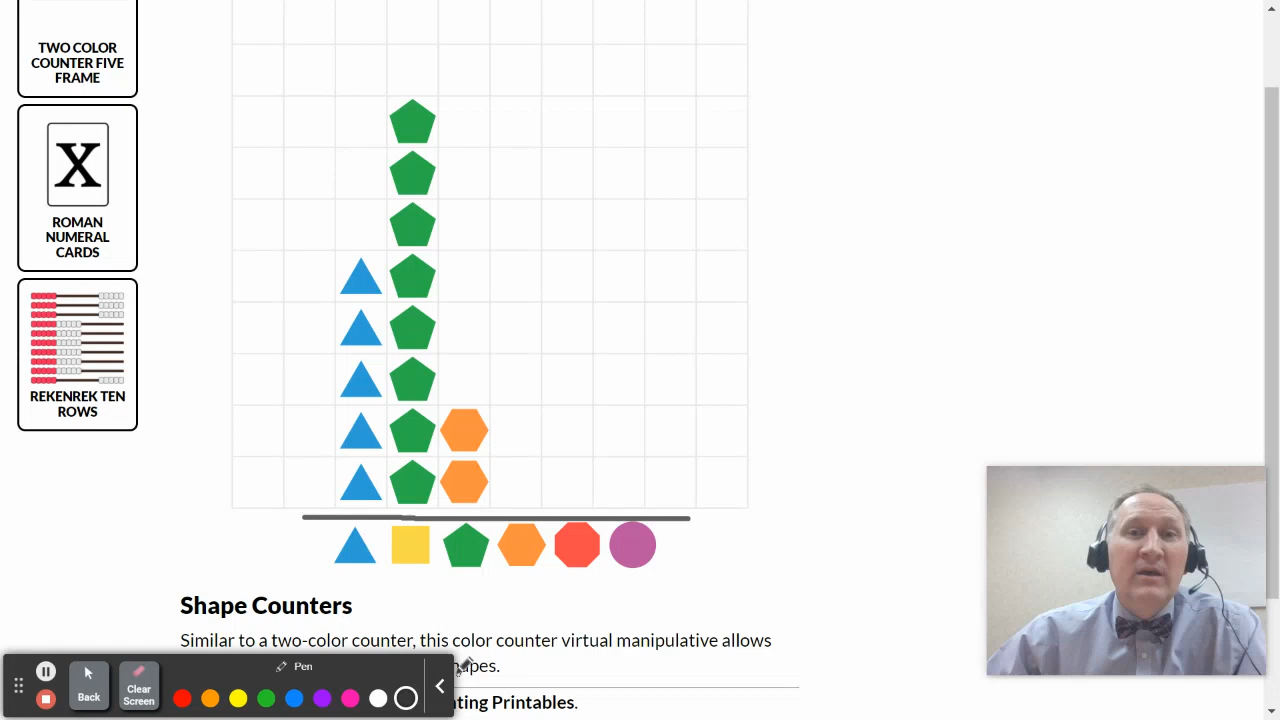 TWO COLOR
COUNTER FIVE
FRAME
X
ROMAN
NUMERAL
CARDS
REKENREK TEN
ROWS
Shape Counters
Similar to a two-color counter, this color counter virtual manipulative allows
apes.
ting Printables.
Pen
Back
Clear
Screen